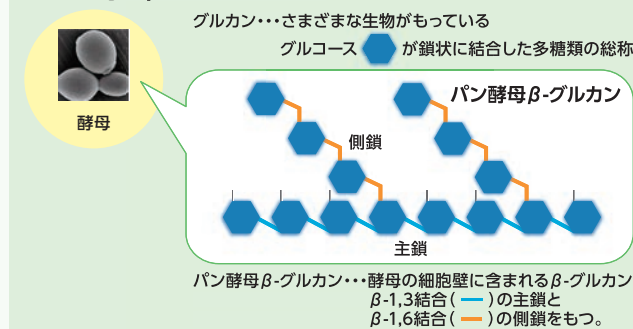 グルカン・・・さまざまな生物がもっている
グルコース が鎖状に結合した多糖類の総称
パン酵母β-グルカン
酵母
側鎖
主鎖
パン酵母β-グルカン・・・酵母の細胞壁に含まれるβ-グルカン
β-1,3結合( )の主鎖と
β-1,6結合( )の側鎖をもつ。